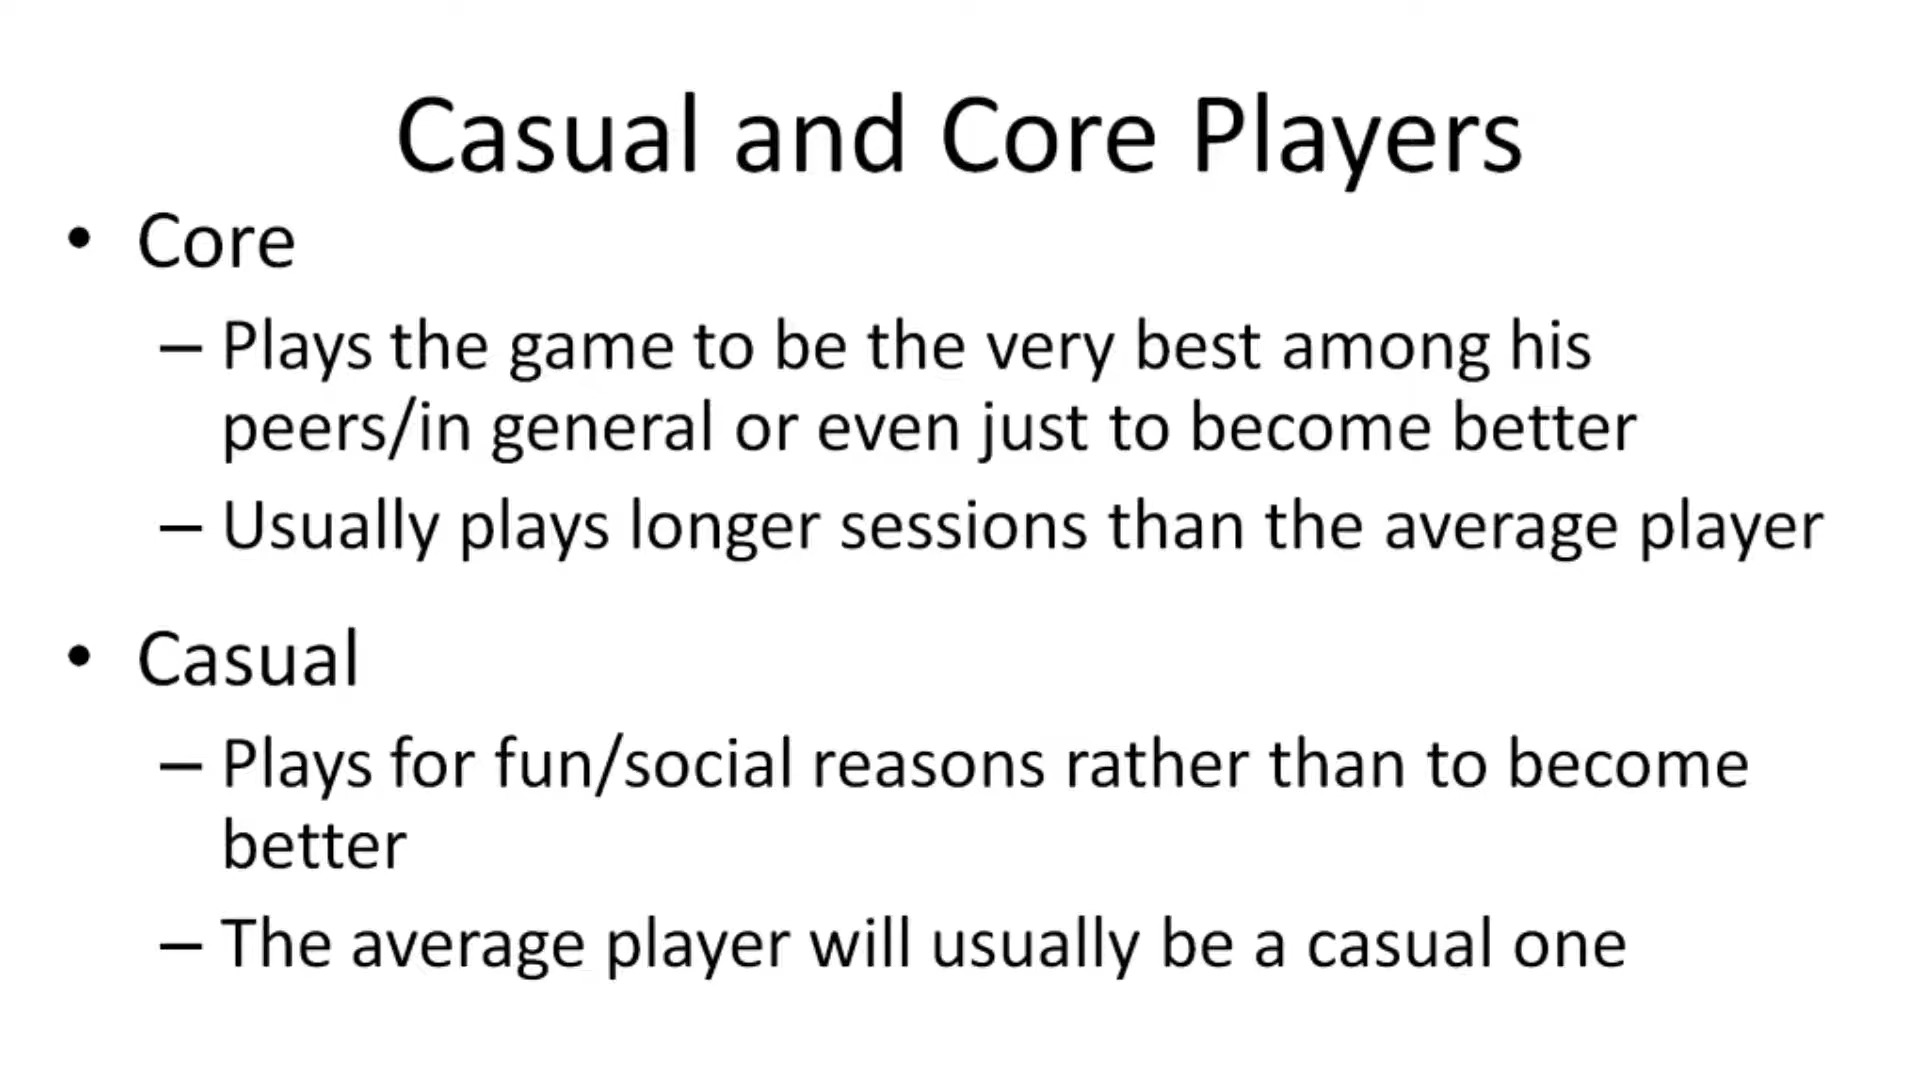 Casual and Core Players
• Core
– Plays the game to be the very best among his
peers/in general or even just to become better
– Usually plays longer sessions than the average player
• Casual
– Plays for fun/social reasons rather than to become
better
– The average player will usually be a casual one